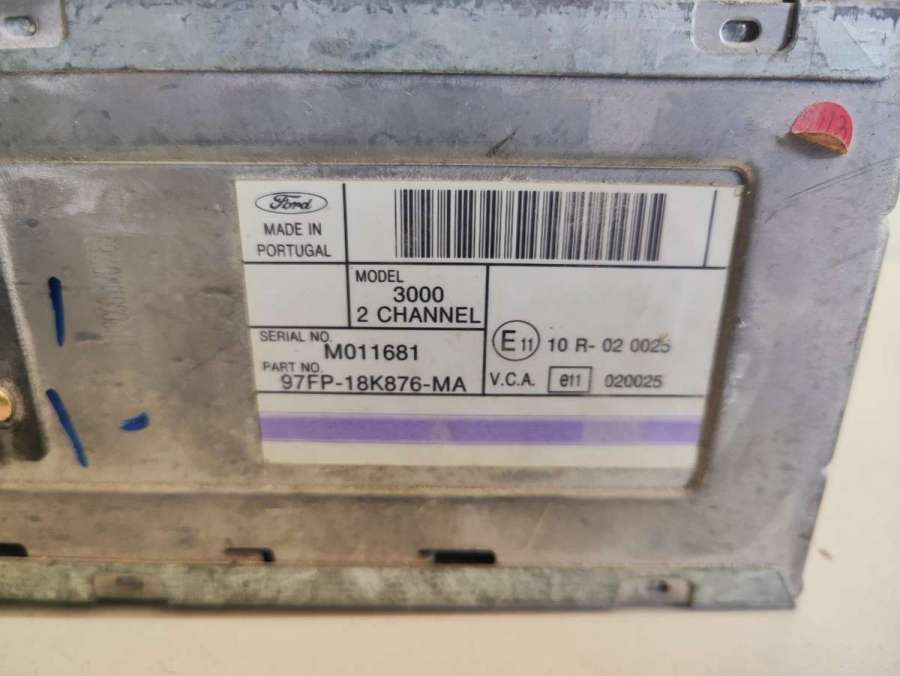 Ford
MADE IN
PORTUGAL
MODEL
3000
2 CHANNEL
SERIAL NO.
M011681
PART NO.
97FP-18K876-MA
E11 10 R- 02 0025
V.C.A. e11 020025